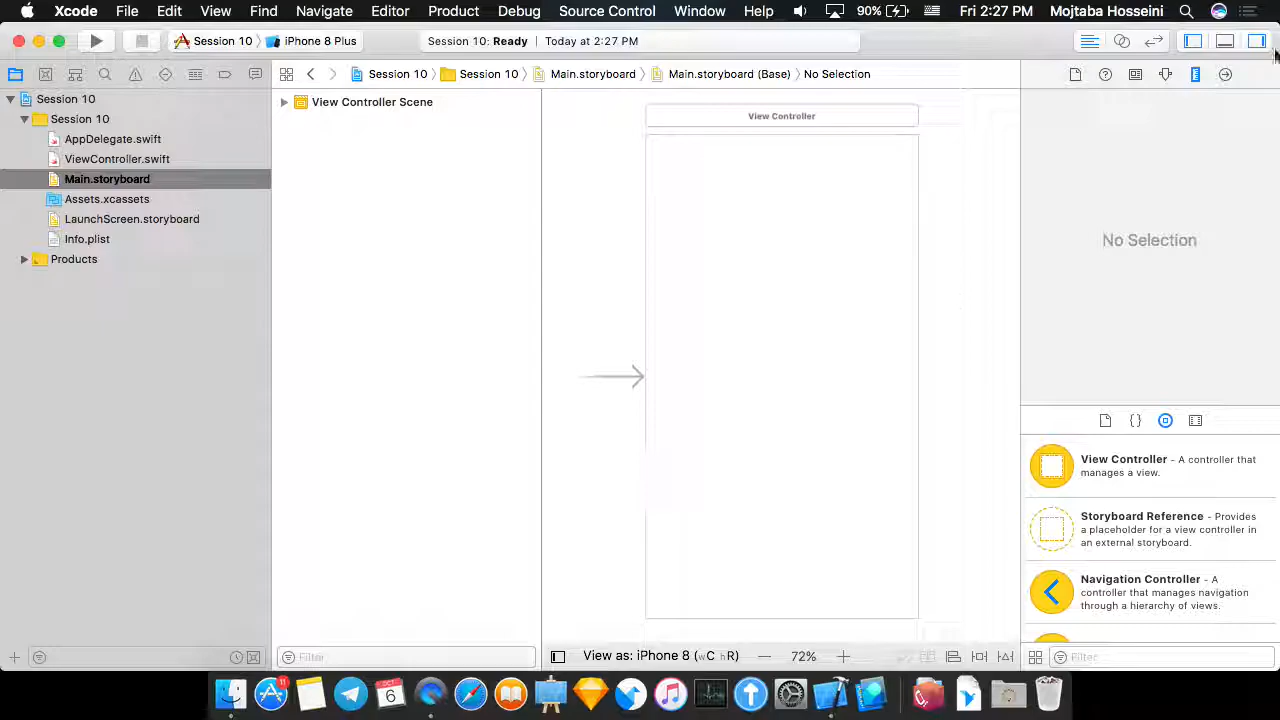 Xcode File Edit View Find Navigate Editor Product Debug Source Control Window Help 90% Fri 2:27 PM Mojtaba Hosseini
Session 10 iPhone 8 Plus Session 10: Ready Today at 2:27 PM
Session 10 Session 10 Main.storyboard Main.storyboard (Base) No Selection
Session 10
Session 10
AppDelegate.swift
ViewController.swift
Main.storyboard
Assets.xcassets
LaunchScreen.storyboard
Info.plist
Products
View Controller Scene
View Controller
No Selection
{}
View Controller - A controller that
manages a view.
Storyboard Reference - Provides
a placeholder for a view controller in
an external storyboard.
Navigation Controller - A
controller that manages navigation
through a hierarchy of views.
Filter
View as: iPhone 8 (wC hR) — 72% +
Filter
11
OCT
6